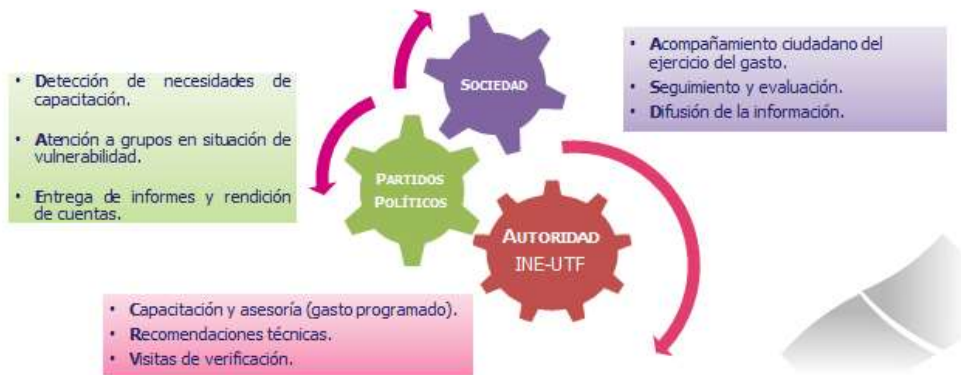 SOCIEDAD
• Acompañamiento ciudadano del
ejercicio del gasto.
• Seguimiento y evaluación.
• Difusión de la información.
• Detección de necesidades de
capacitación.
• Atención a grupos en situación de
vulnerabilidad.
• Entrega de informes y rendición
de cuentas.
PARTIDOS
POLÍTICOS
AUTORIDAD
INE-UTF
• Capacitación y asesoría (gasto programado).
• Recomendaciones técnicas.
• Visitas de verificación.